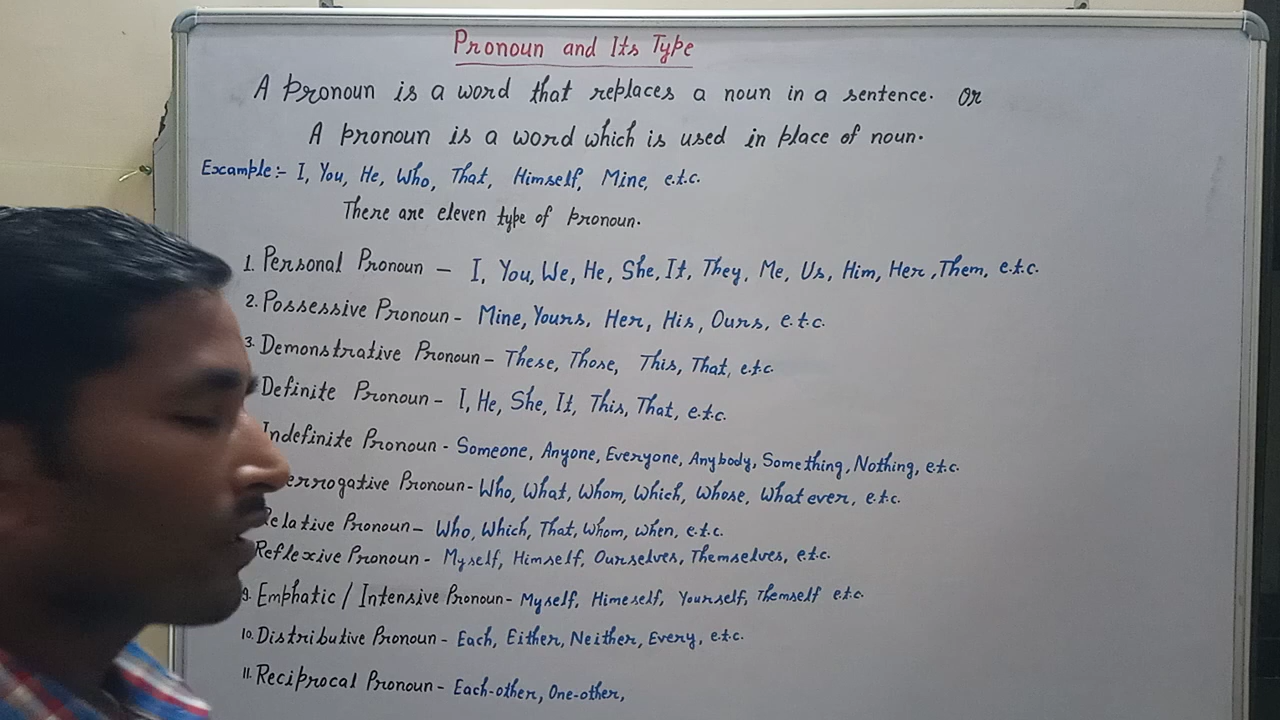 Pronoun and Its Type
A pronoun is a word that replaces a noun in a sentence. Or
A pronoun is a word which is used in place of noun.
Example:- I, You, He, Who, That, Himself, Mine, e.t.c.
There are eleven type of pronoun.
1. Personal Pronoun – I, You, We, He, She, It, They, Me, Us, Him, Her, Them, e.t.c.
2. Possessive Pronoun - Mine, Yours, Her, His, Ours, e.t.c.
3. Demonstrative Pronoun – These, Those, This, That, e.t.c.
Definite Pronoun – I, He, She, It, This, That, e.t.c.
Indefinite Pronoun - Someone, Anyone, Everyone, Anybody, Something, Nothing, e.t.c.
errogative Pronoun - Who, What, Whom, Which, Whose, What ever, e.t.c.
Relative Pronoun – Who, Which, That, Whom, when, e.t.c.
Reflexive Pronoun - Myself, Himself, Ourselves, Themselves, e.t.c.
9. Emphatic / Intensive Pronoun - Myself, Himeself, Yourself, Themself e.t.c.
10. Distributive Pronoun - Each, Either, Neither, Every, e.t.c.
11. Reciprocal Pronoun - Each-other, One-other,